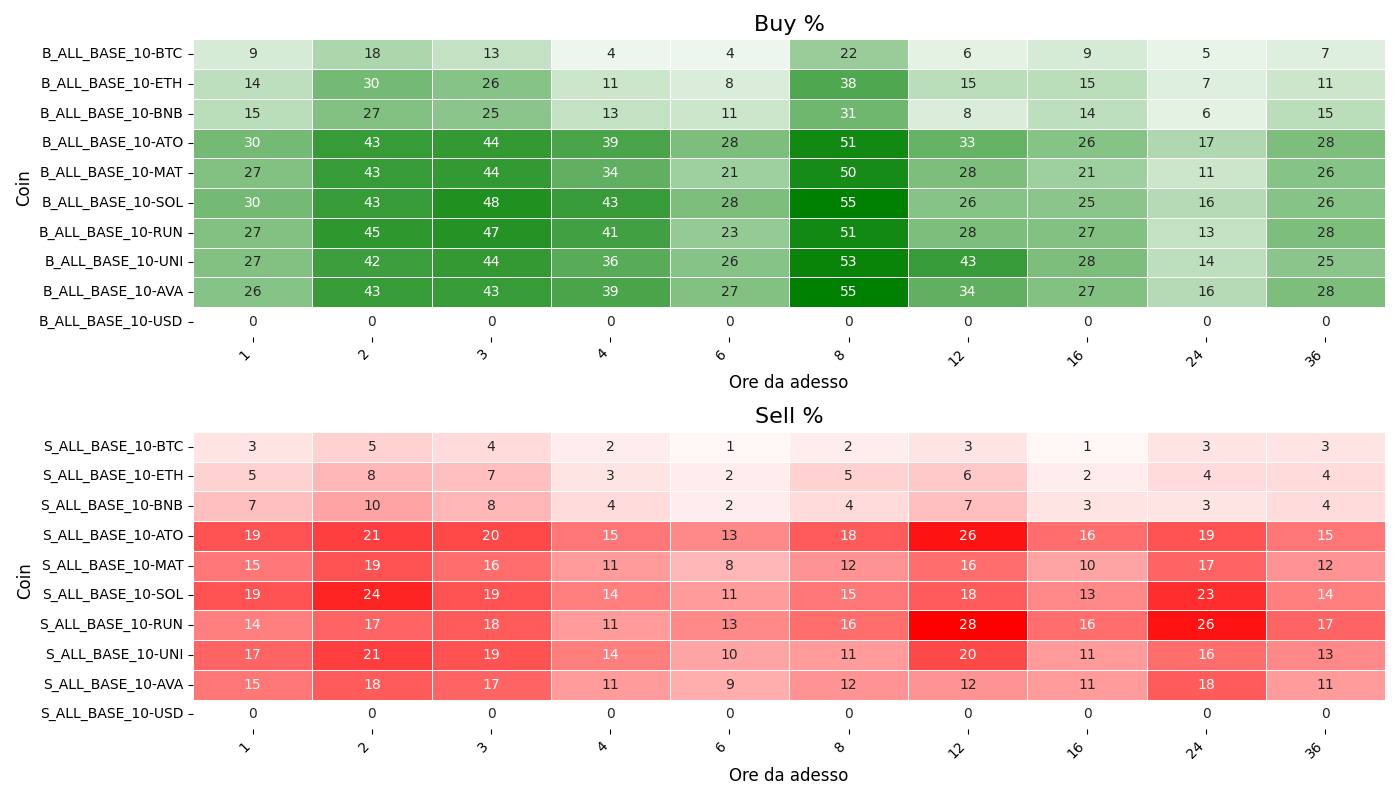 Buy %
Coin
B_ALL_BASE_10-BTC 9 18 13 4 4 22 6 9 5 7
B_ALL_BASE_10-ETH 14 30 26 11 8 38 15 15 7 11
B_ALL_BASE_10-BNB 15 27 25 13 11 31 8 14 6 15
B_ALL_BASE_10-ATO 30 43 44 39 28 51 33 26 17 28
B_ALL_BASE_10-MAT 27 43 44 34 21 50 28 21 11 26
B_ALL_BASE_10-SOL 30 43 48 43 28 55 26 25 16 26
B_ALL_BASE_10-RUN 27 45 47 41 23 51 28 27 13 28
B_ALL_BASE_10-UNI 27 42 44 36 26 53 43 28 14 25
B_ALL_BASE_10-AVA 26 43 43 39 27 55 34 27 16 28
B_ALL_BASE_10-USD 0 0 0 0 0 0 0 0 0 0
1 2 3 4 6 8 12 16 24 36
Ore da adesso
Sell %
Coin
S_ALL_BASE_10-BTC 3 5 4 2 1 2 3 1 3 3
S_ALL_BASE_10-ETH 5 8 7 3 2 5 6 2 4 4
S_ALL_BASE_10-BNB 7 10 8 4 2 4 7 3 3 4
S_ALL_BASE_10-ATO 19 21 20 15 13 18 26 16 19 15
S_ALL_BASE_10-MAT 15 19 16 11 8 12 16 10 17 12
S_ALL_BASE_10-SOL 19 24 19 14 11 15 18 13 23 14
S_ALL_BASE_10-RUN 14 17 18 11 13 16 28 16 26 17
S_ALL_BASE_10-UNI 17 21 19 14 10 11 20 11 16 13
S_ALL_BASE_10-AVA 15 18 17 11 9 12 12 11 18 11
S_ALL_BASE_10-USD 0 0 0 0 0 0 0 0 0 0
1 2 3 4 6 8 12 16 24 36
Ore da adesso